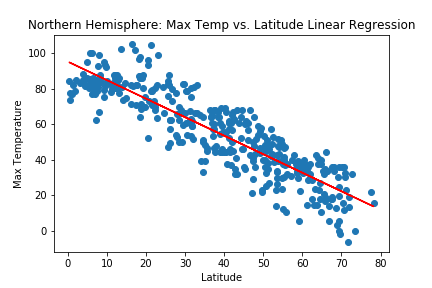 Northern Hemisphere: Max Temp vs. Latitude Linear Regression
100
80
60
40
20
0
Max Temperature
0 10 20 30 40 50 60 70 80
Latitude